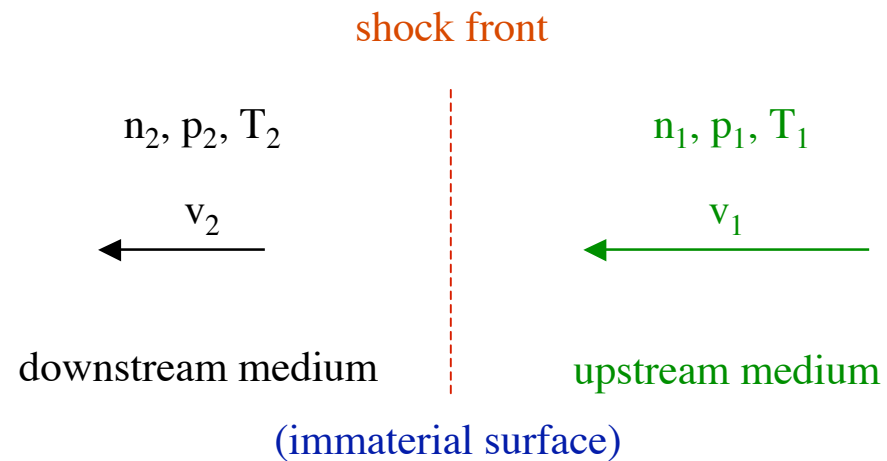 shock front
n₂, p₂, T₂
n₁, p₁, T₁
v₂
v₁
downstream medium
upstream medium
(immaterial surface)